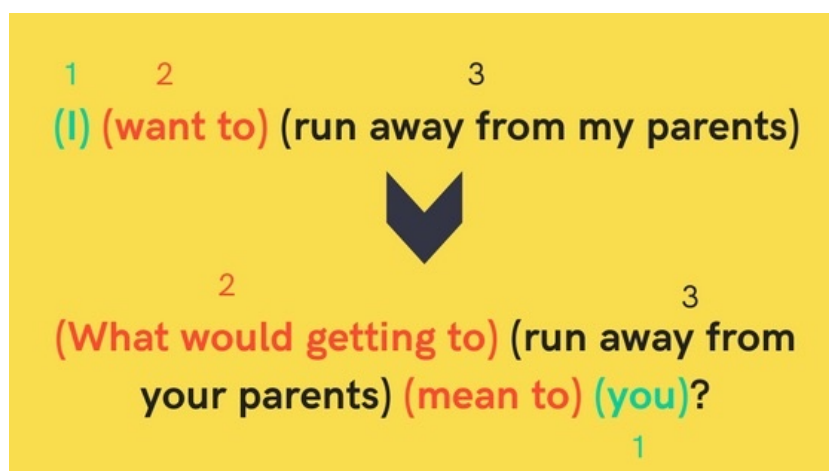 1 2 3
(I) (want to) (run away from my parents)
2
3
(What would getting to) (run away from
your parents) (mean to) (you)?
1